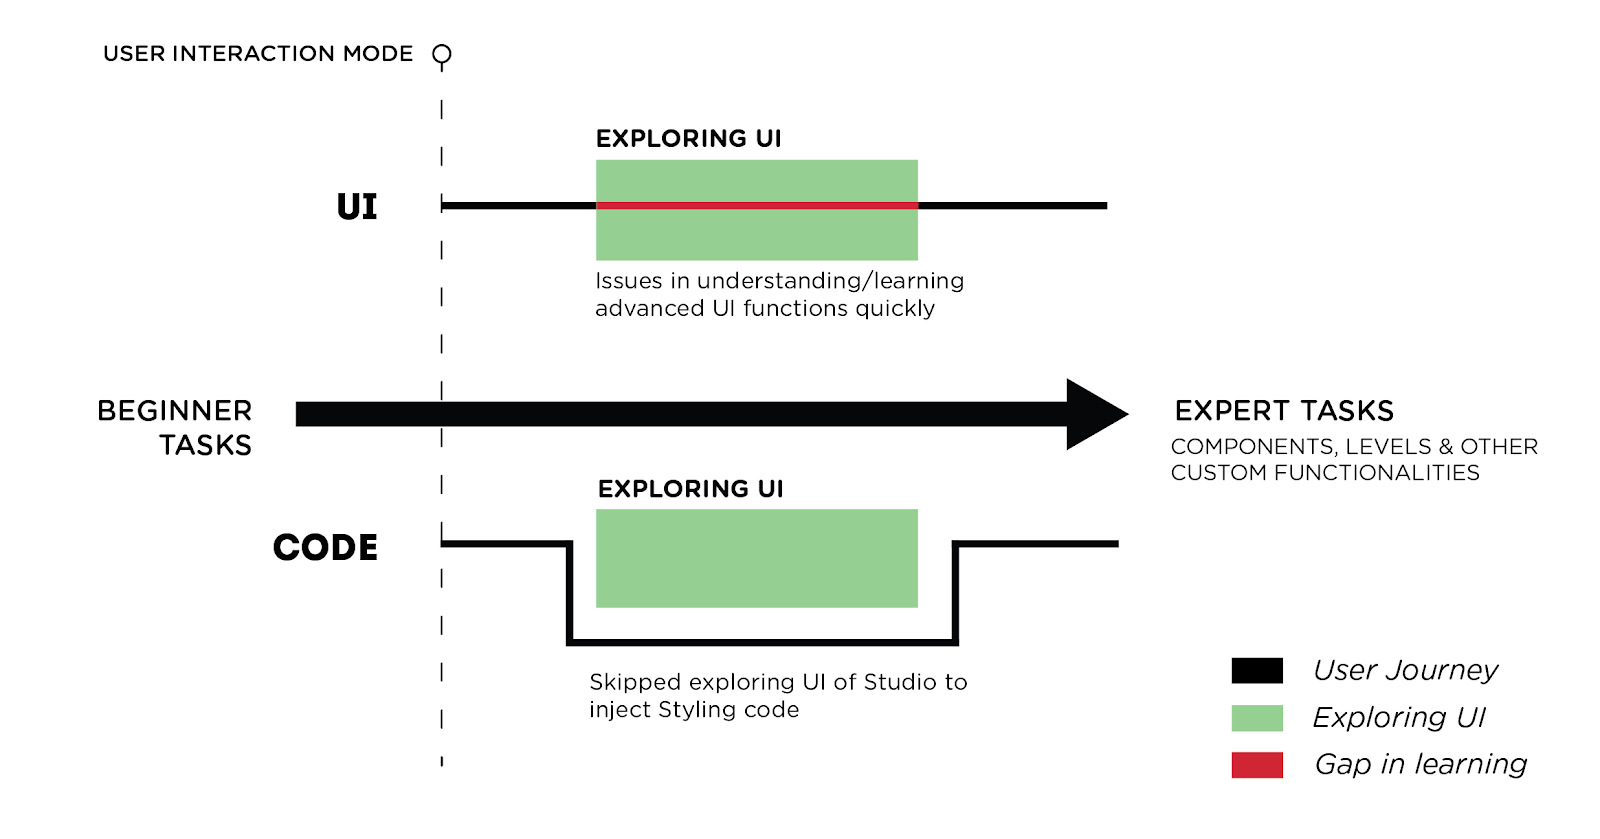 USER INTERACTION MODE
EXPLORING UI
UI
Issues in understanding/learning
advanced UI functions quickly
BEGINNER
TASKS
EXPERT TASKS
COMPONENTS, LEVELS & OTHER
CUSTOM FUNCTIONALITIES
EXPLORING UI
CODE
Skipped exploring UI of Studio to
inject Styling code
User Journey
Exploring UI
Gap in learning